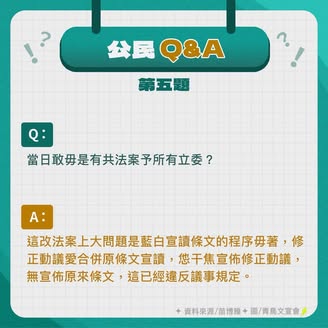 公民 Q&A
第五題
Q:
當日敢毋是有共法案予所有立委？
A:
這改法案上大問題是藍白宣讀條文的程序毋著，修
正動議愛合併原條文宣讀，怹干焦宣佈修正動議，
無宣佈原來條文，這已經違反議事規定。
+ 資料來源/苗博雅 + 圖/青鳥文宣會